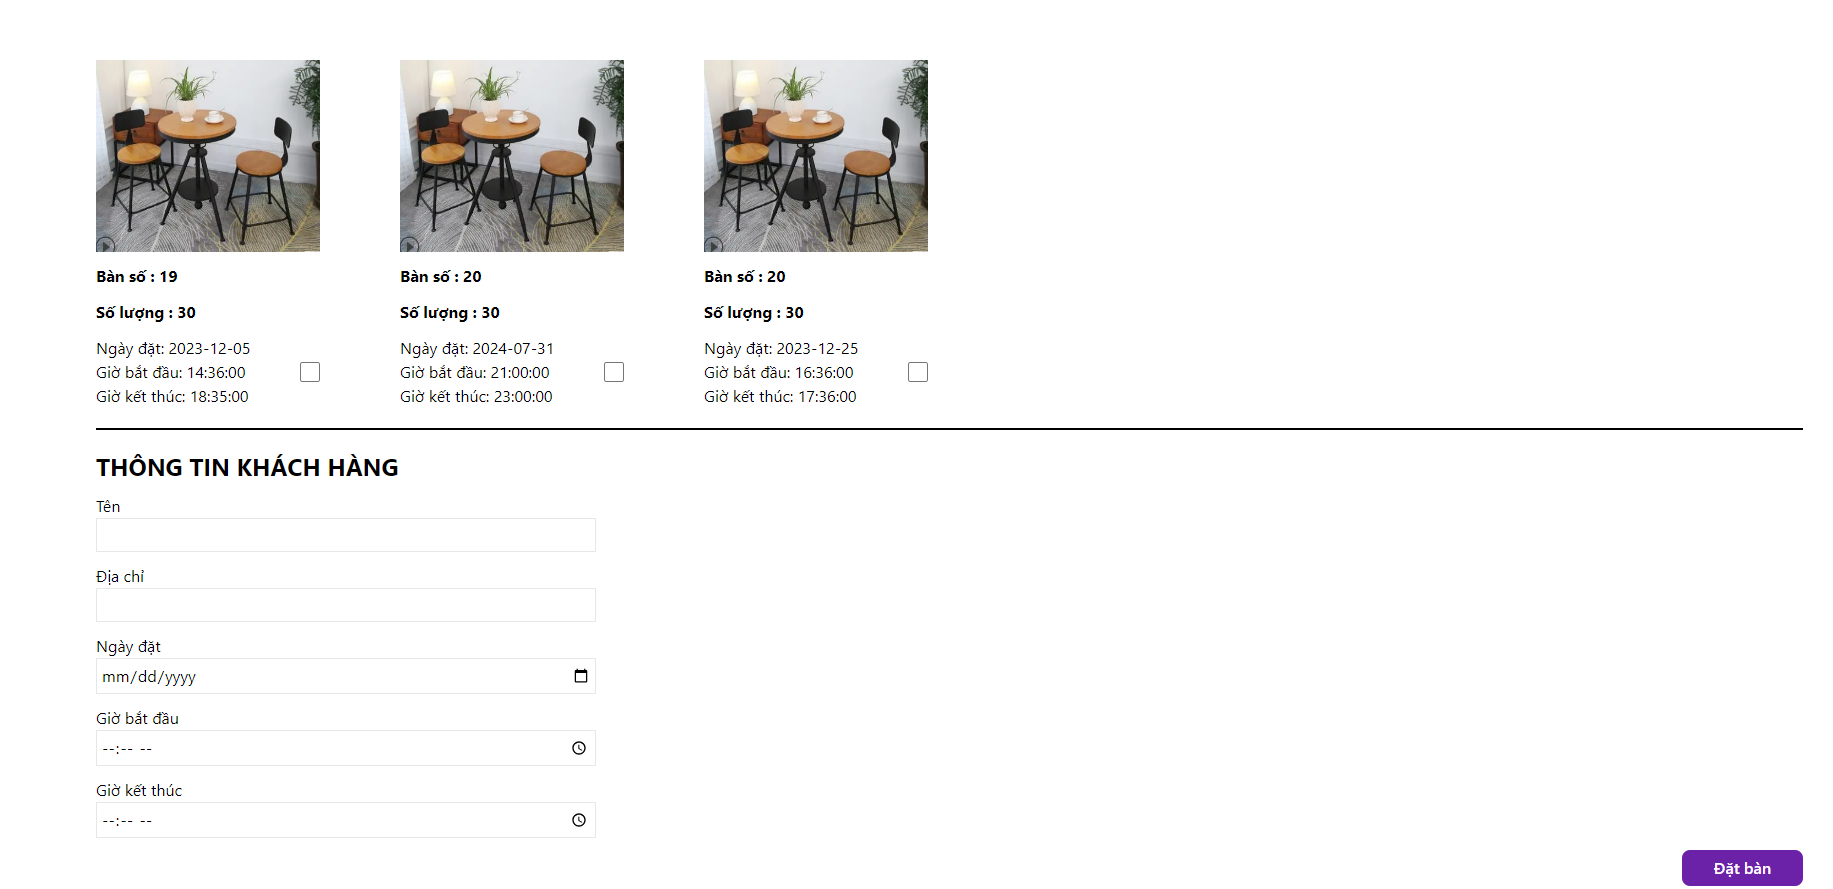 Bàn số : 19
Số lượng : 30
Ngày đặt: 2023-12-05
Giờ bắt đầu: 14:36:00
Giờ kết thúc: 18:35:00
Bàn số : 20
Số lượng : 30
Ngày đặt: 2024-07-31
Giờ bắt đầu: 21:00:00
Giờ kết thúc: 23:00:00
Bàn số : 20
Số lượng : 30
Ngày đặt: 2023-12-25
Giờ bắt đầu: 16:36:00
Giờ kết thúc: 17:36:00
THÔNG TIN KHÁCH HÀNG
Tên
Địa chỉ
Ngày đặt
mm/dd/yyyy
Giờ bắt đầu
--:-- --
Giờ kết thúc
--:-- --
Đặt bàn